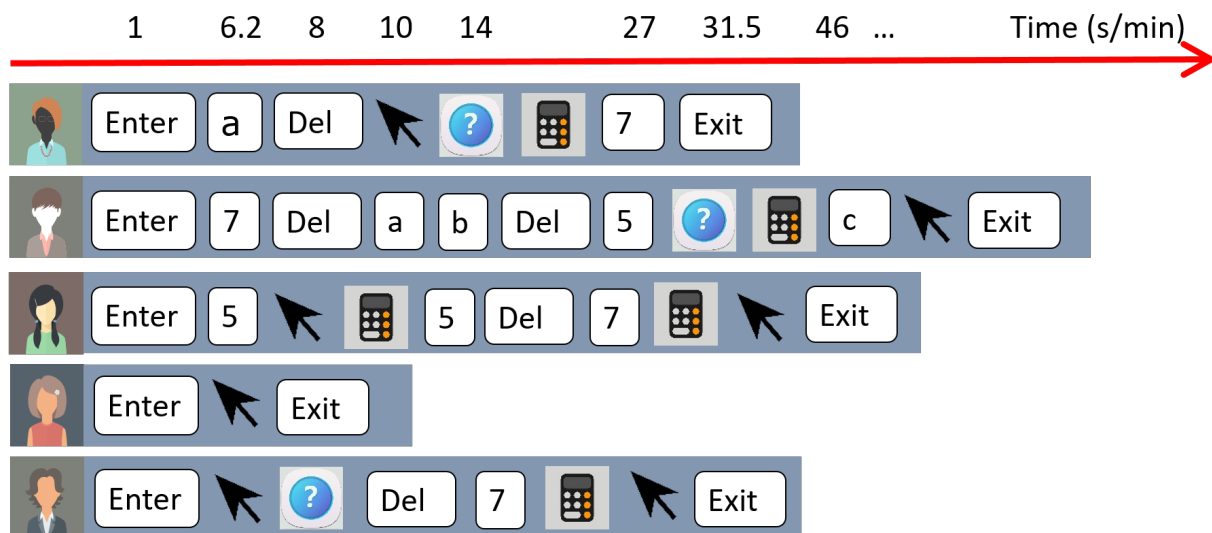 1 6.2 8 10 14 27 31.5 46 ... Time (s/min)
Enter a Del ? 7 Exit
Enter 7 Del a b Del 5 ? c Exit
Enter 5 5 Del 7 Exit
Enter Exit
Enter ? Del 7 Exit